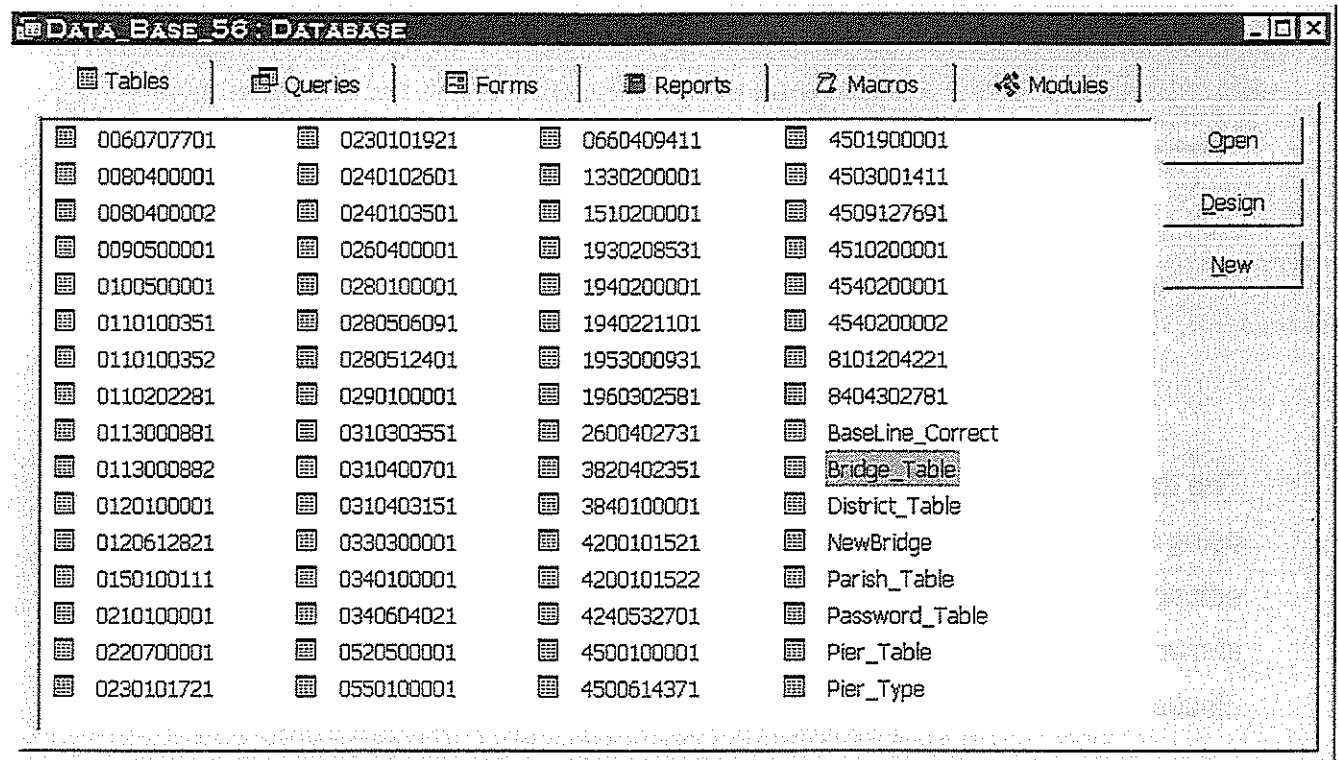 DATA_BASE_56 : DATABASE
Tables Queries Forms Reports Macros Modules
0060707701 0230101921 0660409411 4501900001 Open
0080400001 0240102601 1330200001 4503001411
0080400002 0240103501 1510200001 4509127691 Design
0090500001 0260400001 1930208531 4510200001 New
0100500001 0280100001 1940200001 4540200001
0110100351 0280506091 1940221101 4540200002
0110100352 0280512401 1953000931 8101204221
0110202281 0290100001 1960302581 8404302781
0113000881 0310303551 2600402731 BaseLine_Correct
0113000882 0310400701 3820402351 Bridge_Table
0120100001 0310403151 3840100001 District_Table
0120612821 0330300001 4200101521 NewBridge
0150100111 0340100001 4200101522 Parish_Table
0210100001 0340604021 4240532701 Password_Table
0220700001 0520500001 4500100001 Pier_Table
0230101721 0550100001 4500614371 Pier_Type